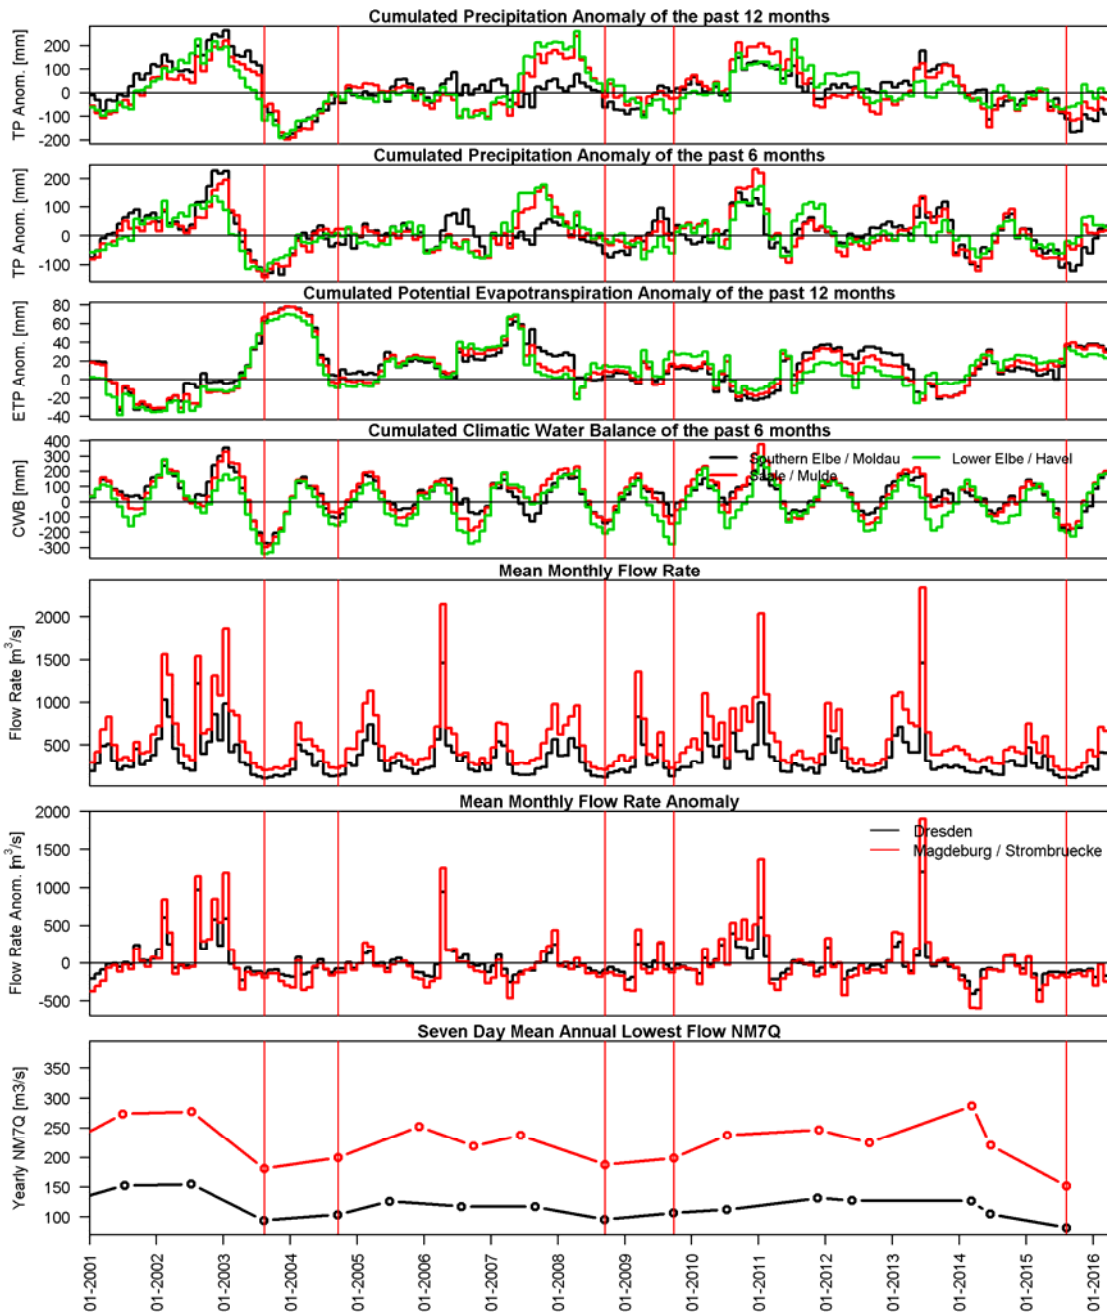 Cumulated Precipitation Anomaly of the past 12 months
TP Anom. [mm]
200
100
0
-100
-200
Cumulated Precipitation Anomaly of the past 6 months
TP Anom. [mm]
200
100
0
-100
Cumulated Potential Evapotranspiration Anomaly of the past 12 months
ETP Anom. [mm]
80
60
40
20
0
20
40
Cumulated Climatic Water Balance of the past 6 months
CWB [mm]
400
300
200
100
0
-100
-200
-300
Southern Elbe / Moldau
Lower Elbe / Havel
Saale / Mulde
Mean Monthly Flow Rate
Flow Rate [m³/s]
2000
1500
1000
500
Mean Monthly Flow Rate Anomaly
Flow Rate Anom. [m³/s]
2000
1500
1000
500
0
-500
Dresden
Magdeburg / Strombruecke
Seven Day Mean Annual Lowest Flow NM7Q
Yearly NM7Q [m3/s]
350
300
250
200
150
100
01-2001
01-2002
01-2003
01-2004
01-2005
01-2006
01-2007
01-2008
01-2009
01-2010
01-2011
01-2012
01-2013
01-2014
01-2015
01-2016